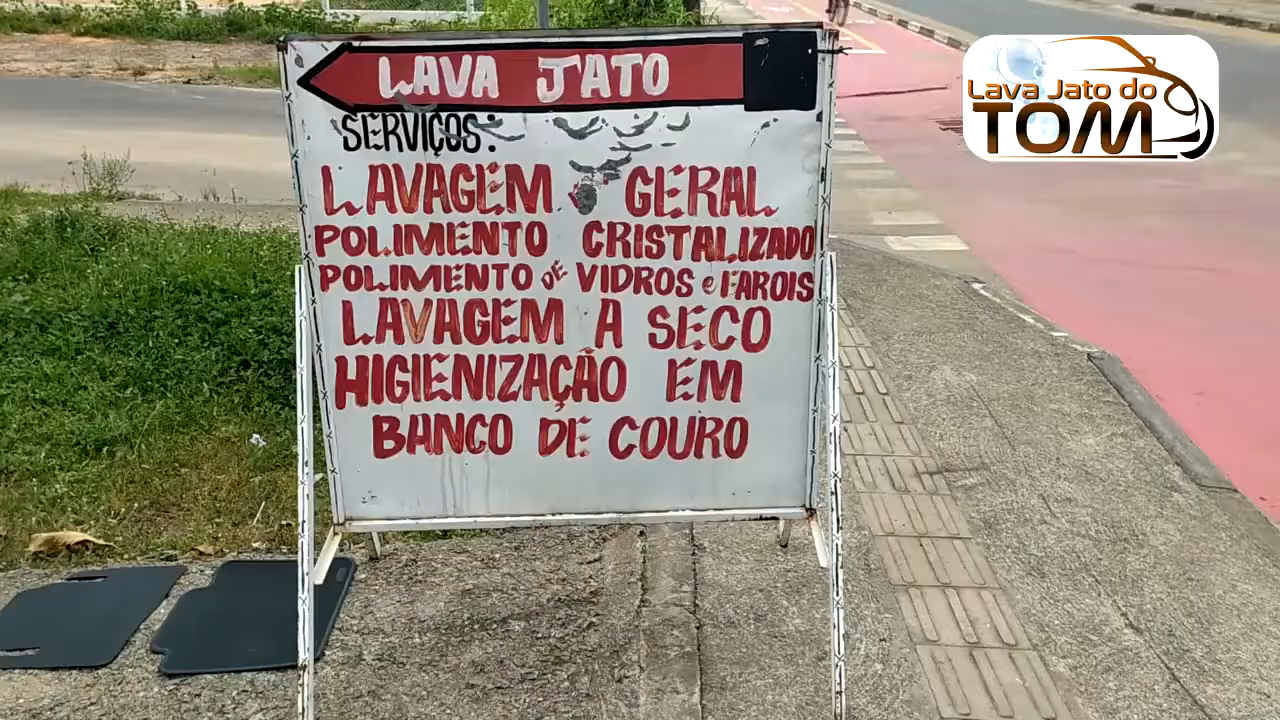 LAVA JATO
SERVIÇOS:
LAVAGEM GERAL
POLIMENTO CRISTALIZADO
POLIMENTO DE VIDROS e FAROIS
LAVAGEM A SECO
HIGIENIZAÇÃO EM
BANCO DE COURO
Lava Jato do
TOM